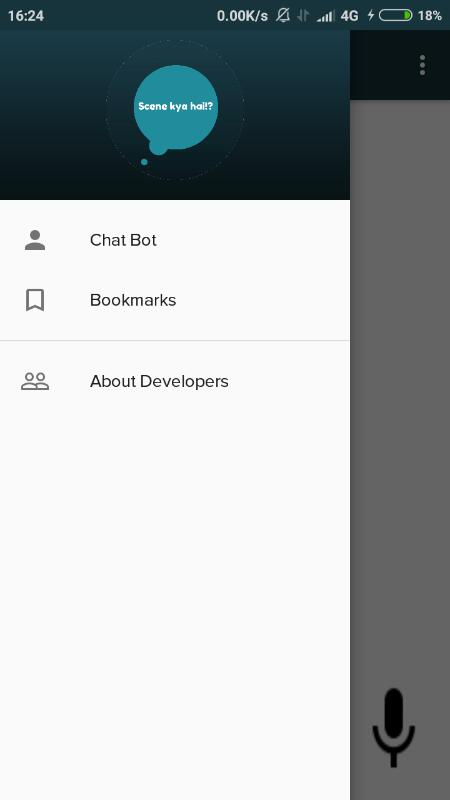 16:24 0.00K/s 4G 18%
Scene kya hai!?
Chat Bot
Bookmarks
About Developers